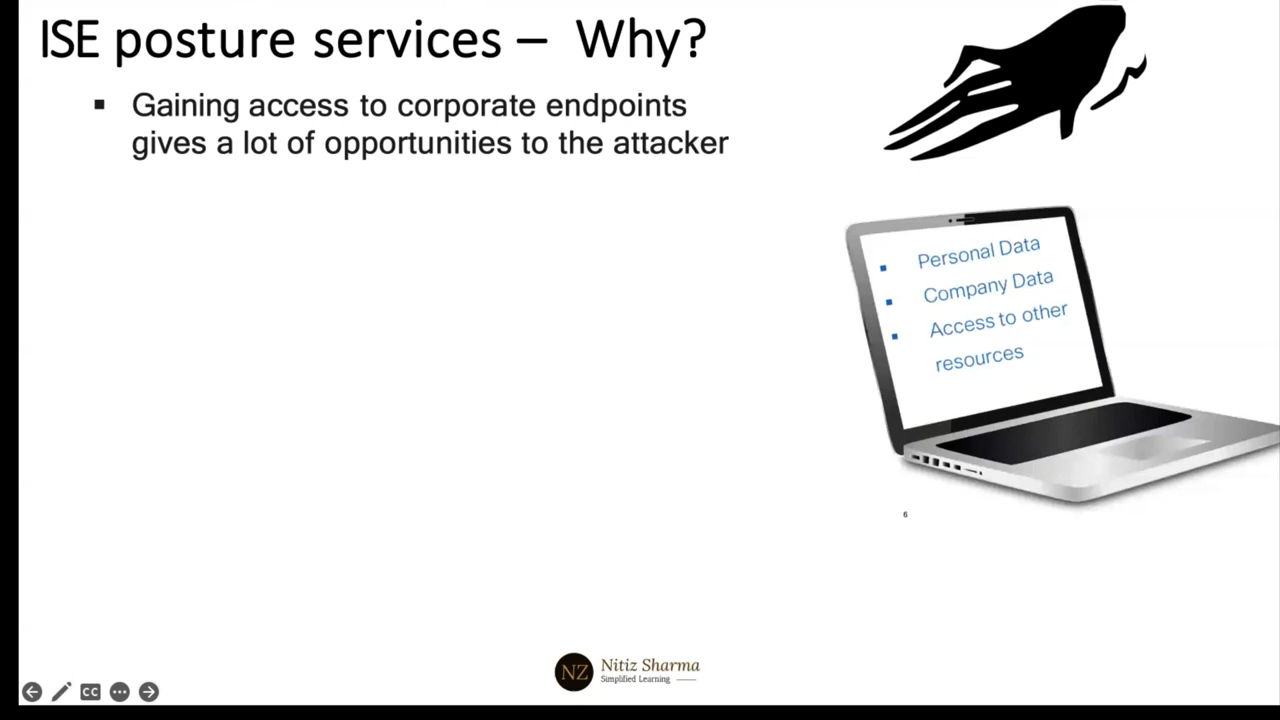 ISE posture services – Why?
▪ Gaining access to corporate endpoints
gives a lot of opportunities to the attacker
▪ Personal Data
▪ Company Data
▪ Access to other
resources
6
NZ
Nitiz Sharma
Simplified Learning
CC